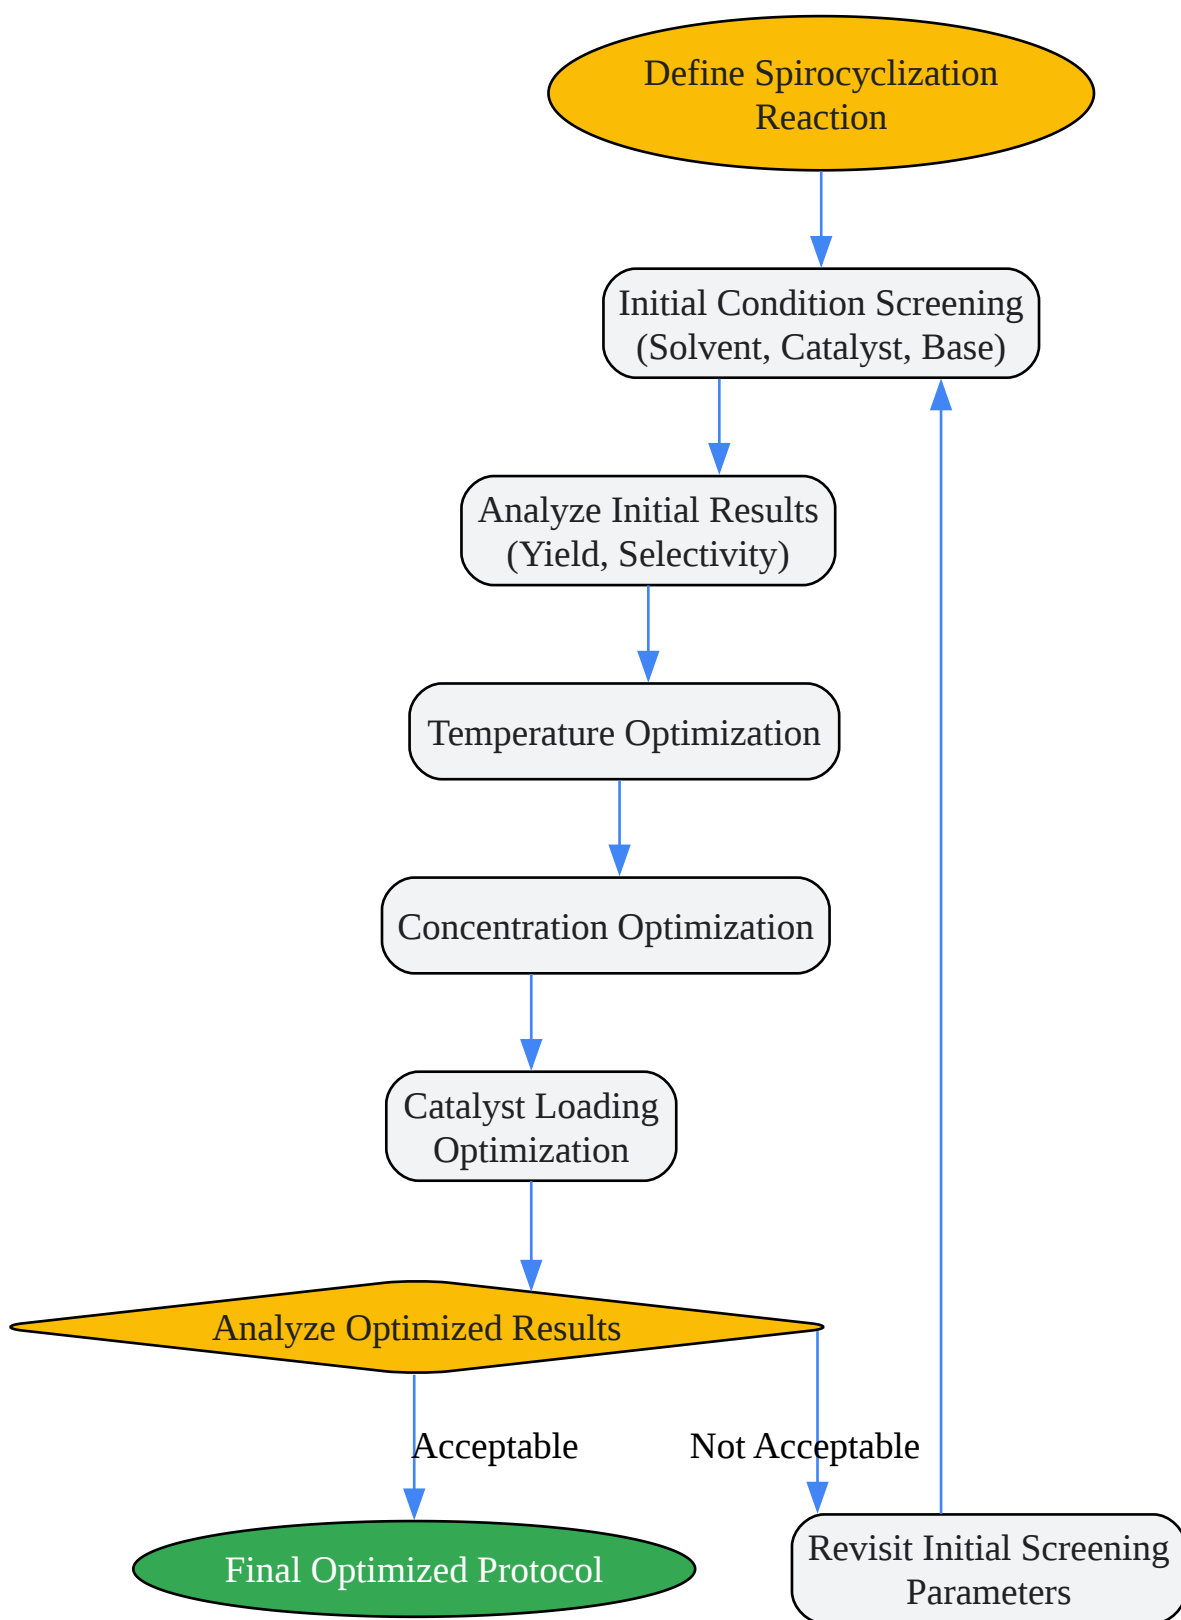 Define Spirocyclization
Reaction
Initial Condition Screening
(Solvent, Catalyst, Base)
Analyze Initial Results
(Yield, Selectivity)
Temperature Optimization
Concentration Optimization
Catalyst Loading
Optimization
Analyze Optimized Results
Acceptable
Not Acceptable
Final Optimized Protocol
Revisit Initial Screening
Parameters